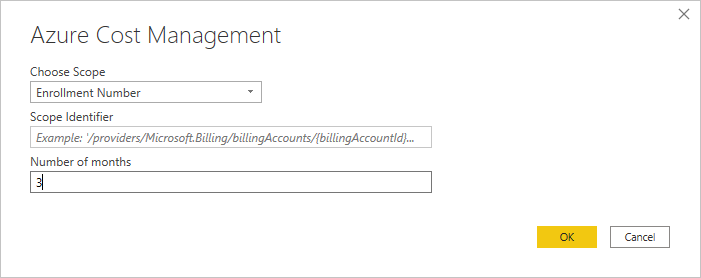 Azure Cost Management
Choose Scope
Enrollment Number
Scope Identifier
Example: '/providers/Microsoft.Billing/billingAccounts/{billingAccountId}...
Number of months
3
OK
Cancel